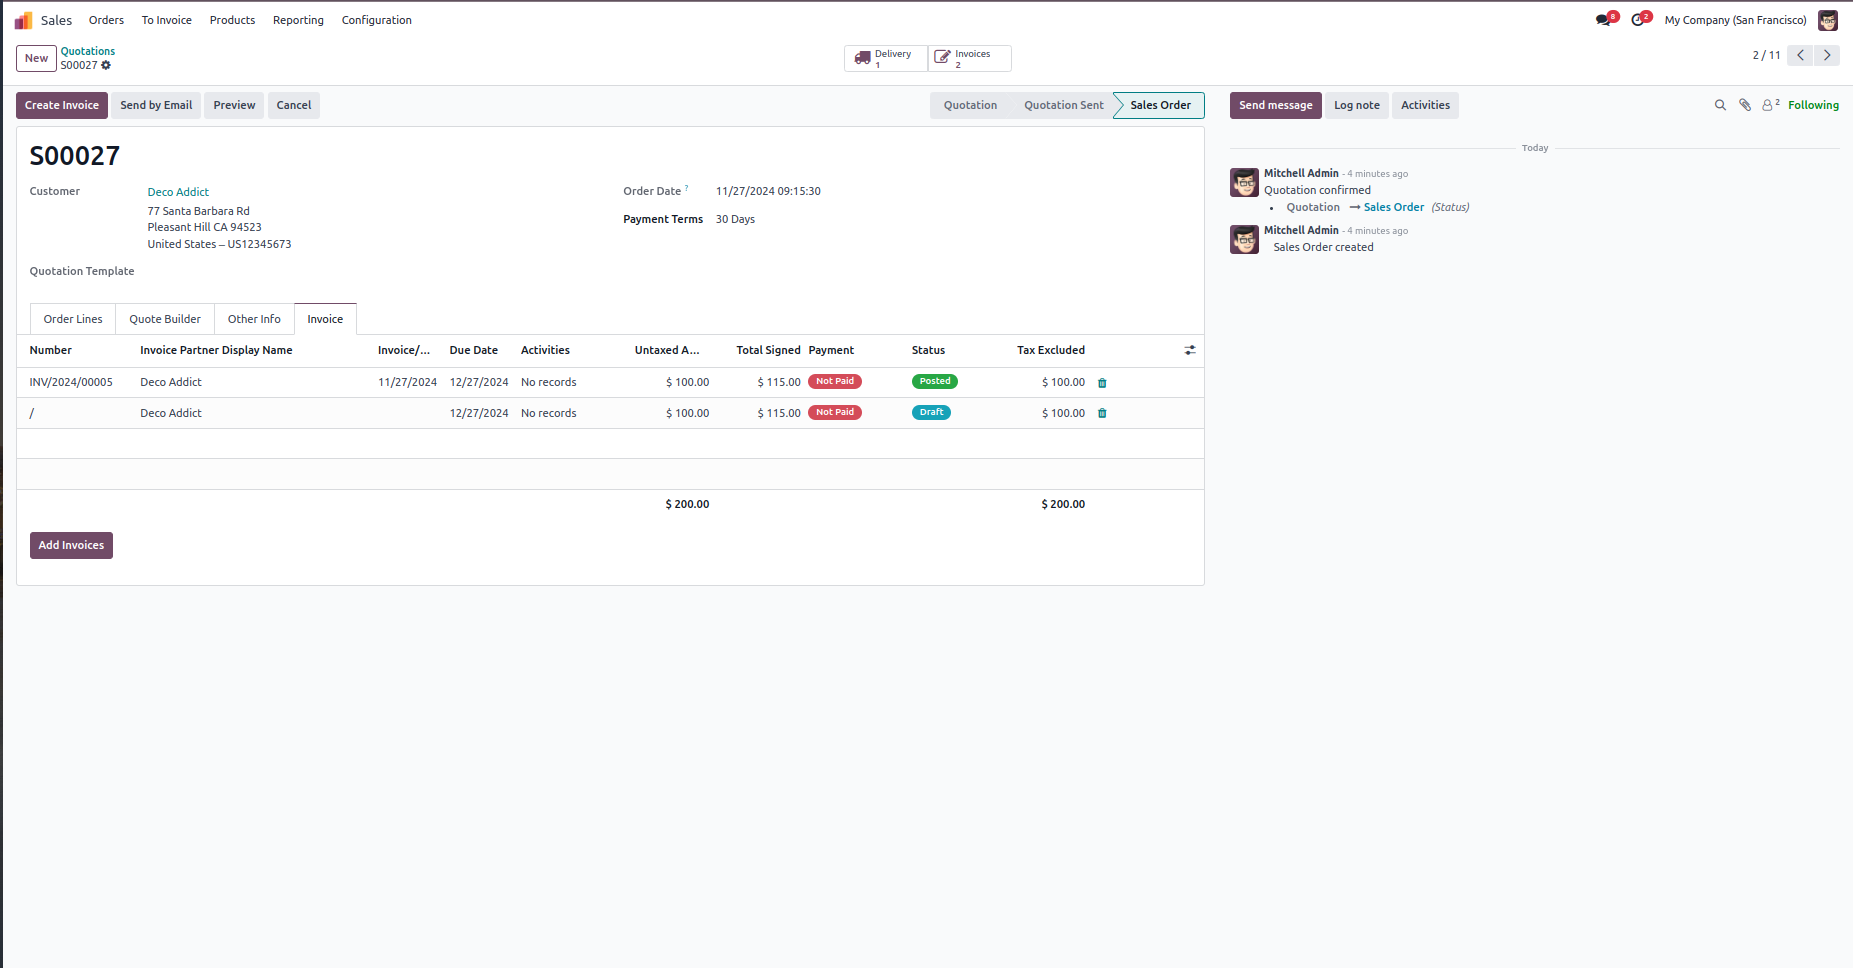 Sales Orders To Invoice Products Reporting Configuration 8 2 My Company (San Francisco)
New Quotations
S00027
Delivery 1
Invoices 2
2 / 11
Create Invoice Send by Email Preview Cancel Quotation Quotation Sent Sales Order
Send message Log note Activities 2 Following
S00027
Customer Deco Addict
77 Santa Barbara Rd
Pleasant Hill CA 94523
United States – US12345673
Order Date ? 11/27/2024 09:15:30
Payment Terms 30 Days
Quotation Template
Order Lines Quote Builder Other Info Invoice
Number Invoice Partner Display Name Invoice/... Due Date Activities Untaxed A... Total Signed Payment Status Tax Excluded
INV/2024/00005 Deco Addict 11/27/2024 12/27/2024 No records $ 100.00 $ 115.00 Not Paid Posted $ 100.00
/ Deco Addict 12/27/2024 No records $ 100.00 $ 115.00 Not Paid Draft $ 100.00
$ 200.00 $ 200.00
Add Invoices
Today
Mitchell Admin - 4 minutes ago
Quotation confirmed
• Quotation → Sales Order (Status)
Mitchell Admin - 4 minutes ago
Sales Order created